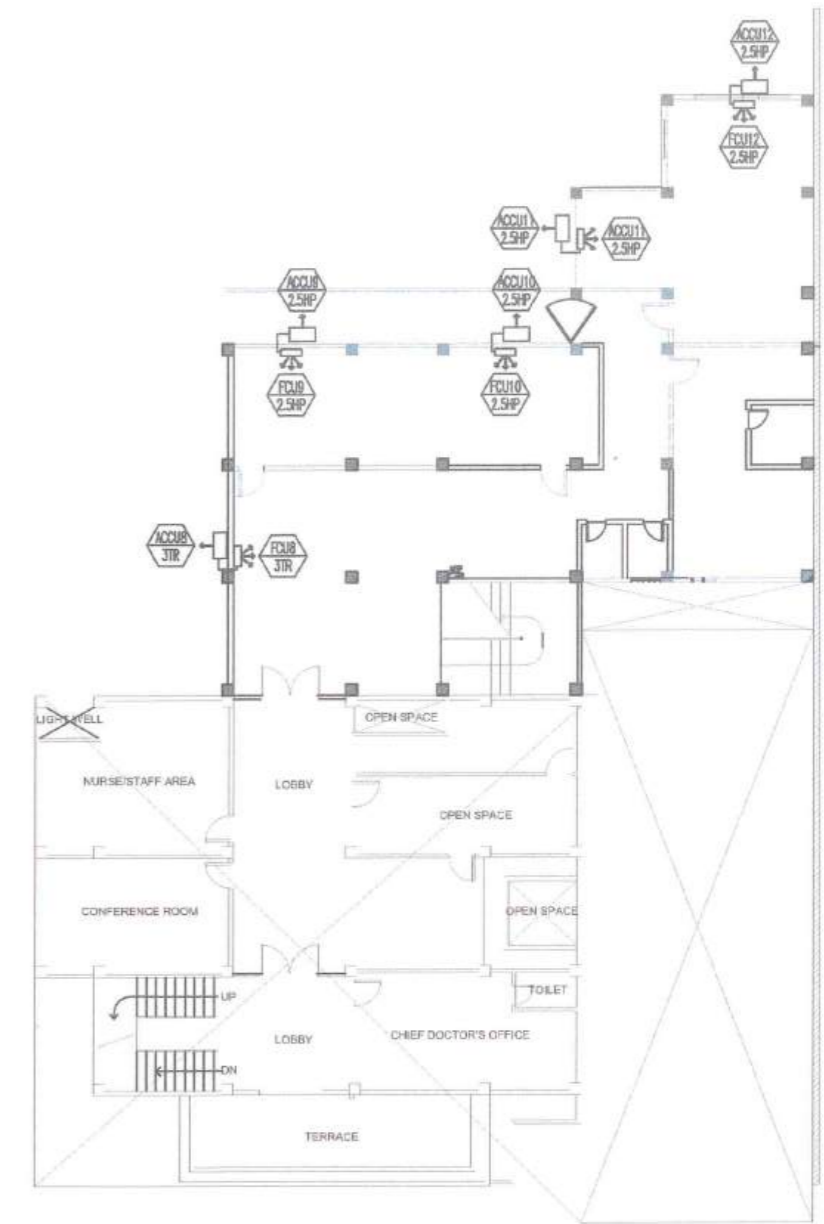 ACCU12
2.5HP
FCU12
2.5HP
ACCU11
2.5HP
ACCU11
2.5HP
ACCU9
2.5HP
ACCU10
2.5HP
FCU9
2.5HP
FCU10
2.5HP
ACCU8
3TR
FCU8
3TR
LIGHTWELL
OPEN SPACE
NURSE/STAFF AREA
LOBBY
OPEN SPACE
CONFERENCE ROOM
OPEN SPACE
UP
TOILET
LOBBY
CHIEF DOCTOR'S OFFICE
DN
TERRACE